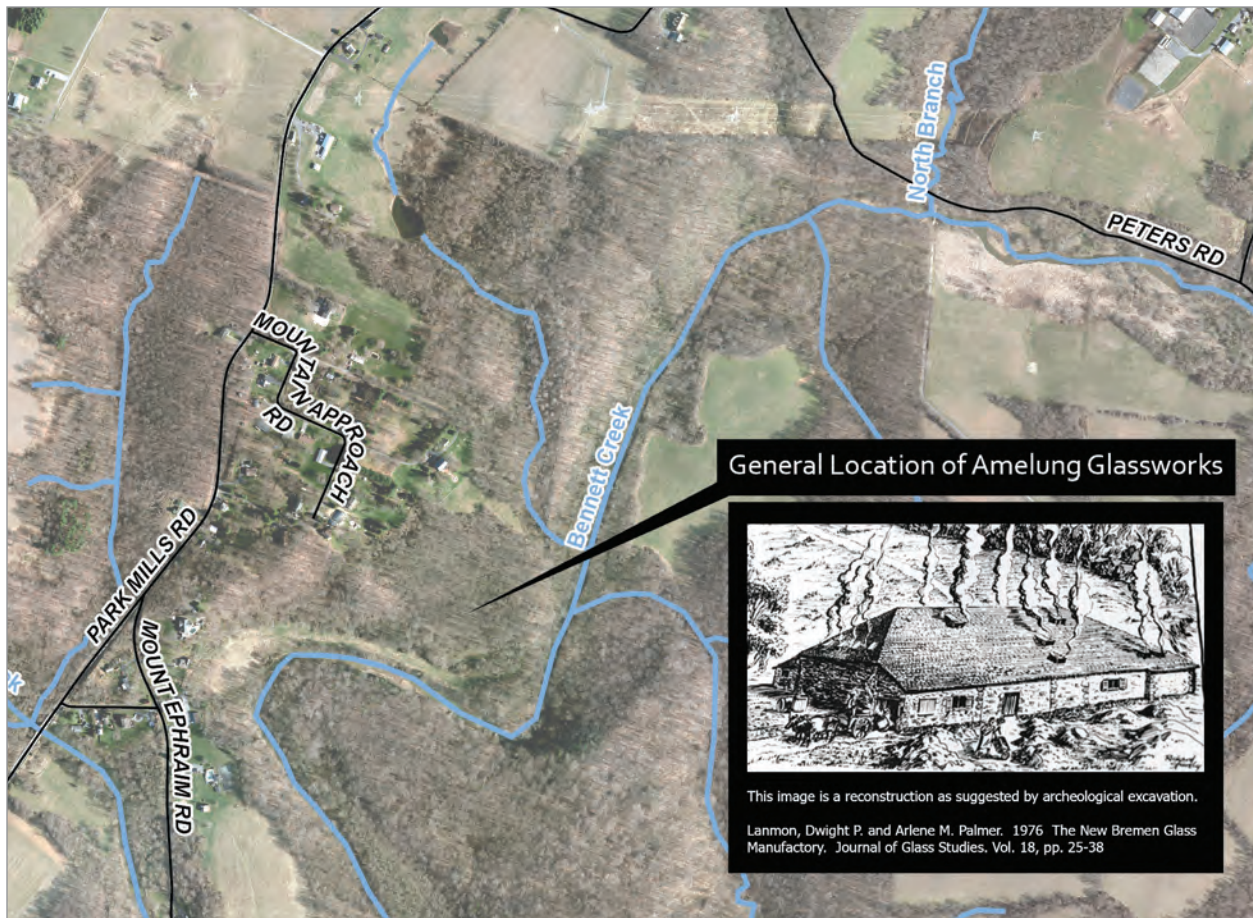 North Branch
PETERS RD
MOUNTAIN APPROACH
RD
Bennett Creek
General Location of Amelung Glassworks
PARK MILLS RD
MOUNT EPHRAIM RD
This image is a reconstruction as suggested by archeological excavation.
Lanmon, Dwight P. and Arlene M. Palmer. 1976 The New Bremen Glass
Manufactory. Journal of Glass Studies. Vol. 18, pp. 25-38